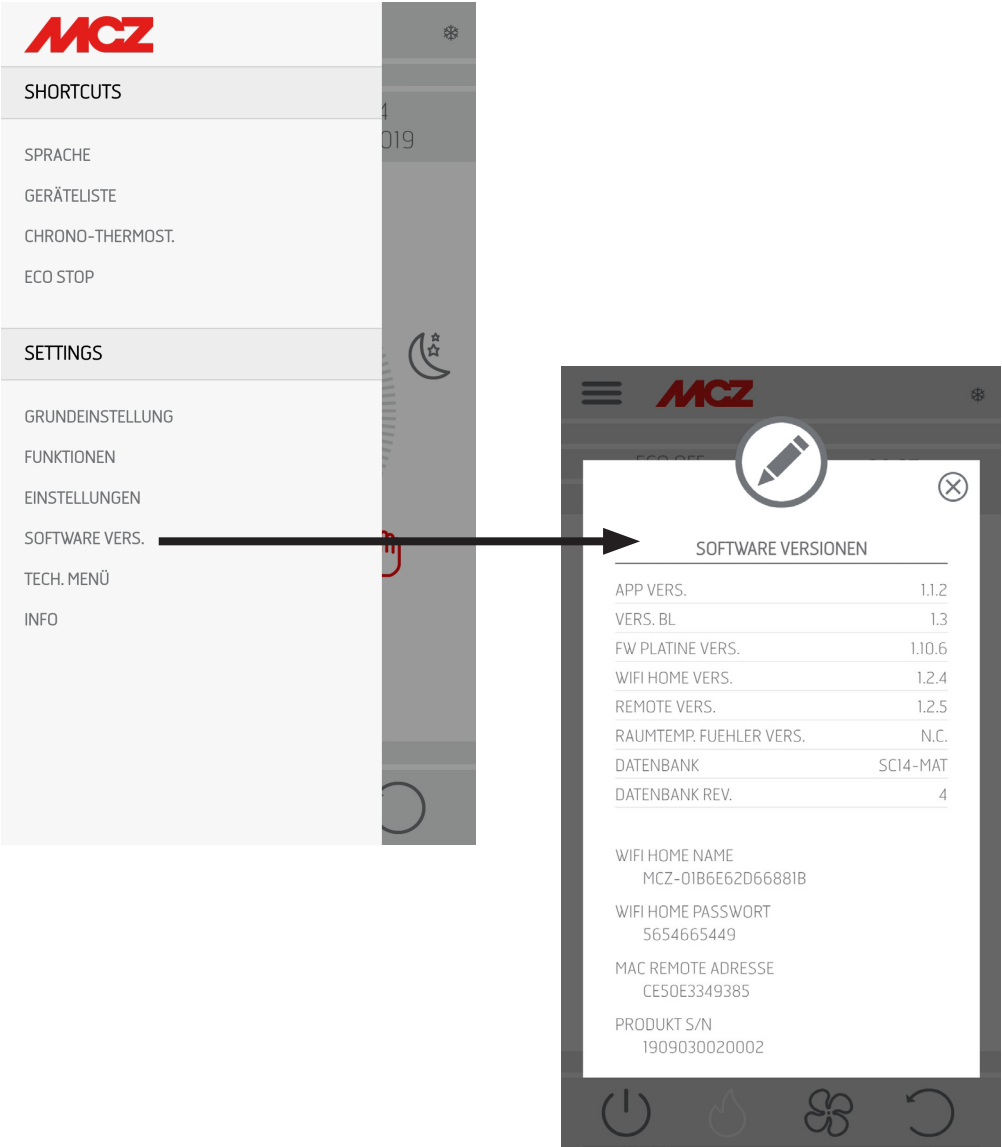 MCZ
SHORTCUTS
4
019
SPRACHE
GERÄTELISTE
CHRONO-THERMOST.
ECO STOP
SETTINGS
GRUNDEINSTELLUNG
FUNKTIONEN
EINSTELLUNGEN
SOFTWARE VERS.
TECH. MENÜ
INFO
MCZ
SOFTWARE VERSIONEN
APP VERS. 1.1.2
VERS. BL 1.3
FW PLATINE VERS. 1.10.6
WIFI HOME VERS. 1.2.4
REMOTE VERS. 1.2.5
RAUMTEMP. FUEHLER VERS. N.C.
DATENBANK SC14-MAT
DATENBANK REV. 4
WIFI HOME NAME
MCZ-01B6E62D66881B
WIFI HOME PASSWORT
5654665449
MAC REMOTE ADRESSE
CE50E3349385
PRODUKT S/N
1909030020002